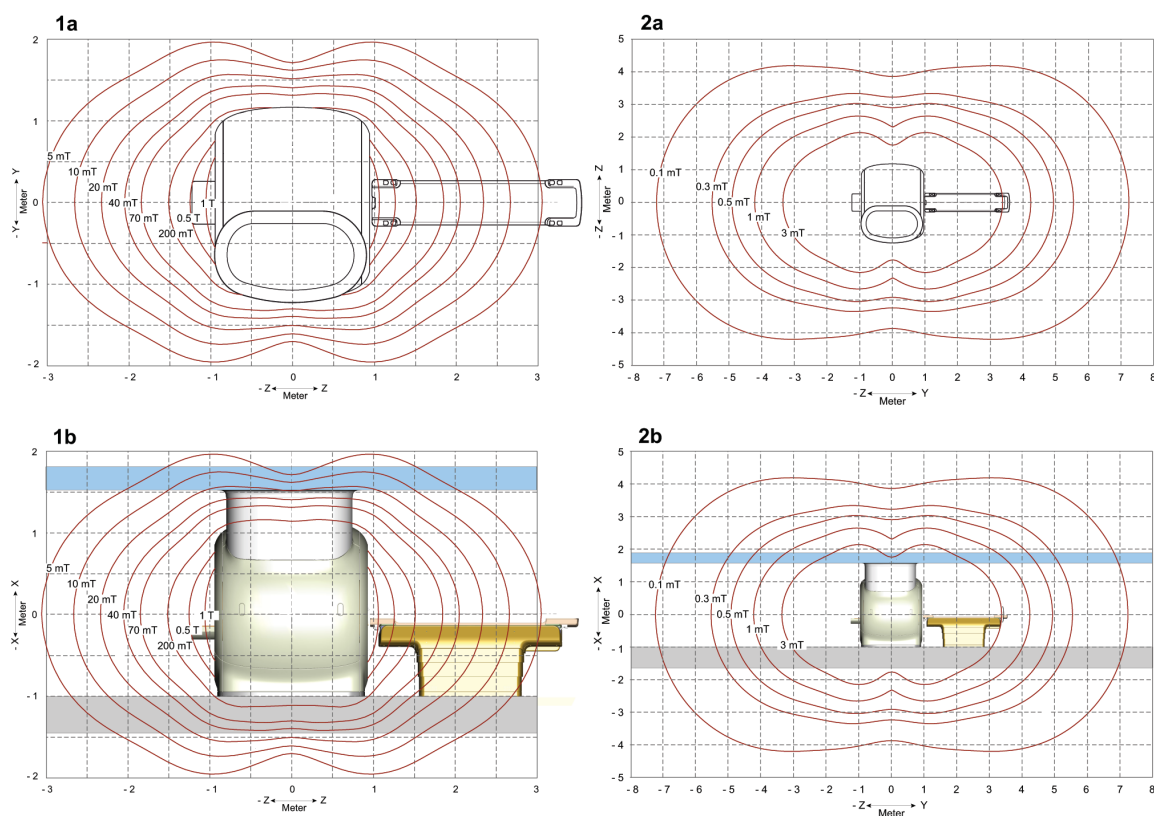 1a
2
1
0
- 1
- 2
Meter
- Y
Y
5 mT
10 mT
20 mT
40 mT
70 mT
200 mT
0.5 T
1 T
- 3
- 2
- 1
0
1
2
3
- Z
Z
Meter
2a
5
4
3
2
1
0
- 1
- 2
- 3
- 4
5
Meter
- Z
Z
0.1 mT
0.3 mT
0.5 mT
1 mT
3 mT
- 8
- 7
- 6
- 5
- 4
- 3
- 2
- 1
0
1
2
3
4
5
6
7
8
- Z
Y
Meter
1b
2
1
0
- 1
- 2
Meter
- X
X
5 mT
10 mT
20 mT
40 mT
70 mT
200 mT
0.5 T
1 T
- 3
- 2
- 1
0
1
2
3
- Z
Z
Meter
2b
5
4
3
2
1
0
- 1
- 2
- 3
- 4
5
Meter
- X
X
0.1 mT
0.3 mT
0.5 mT
1 mT
3 mT
- 8
- 7
- 6
- 5
- 4
- 3
- 2
- 1
0
1
2
3
4
5
6
7
8
- Z
Y
Meter